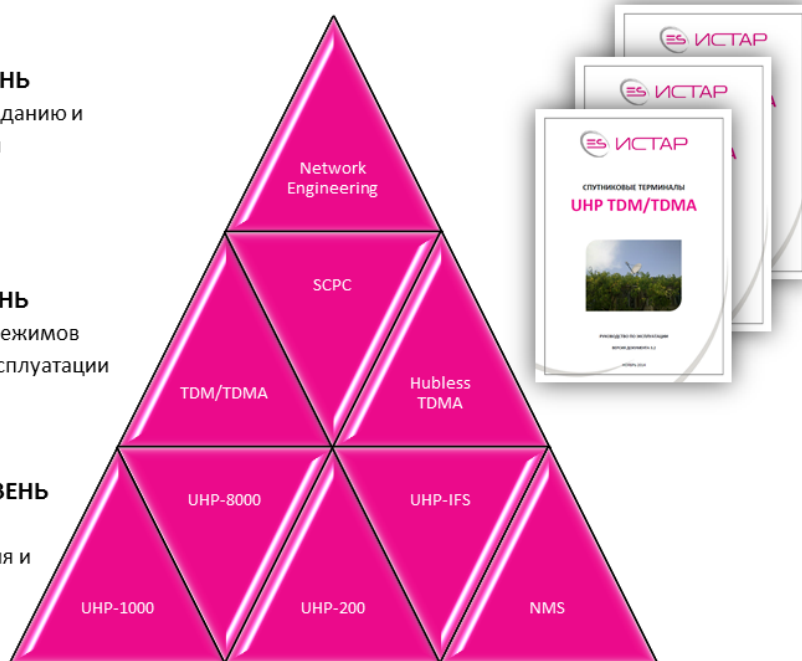 НЬ
данию и
Network
Engineering
НЬ
ежимов
сплуатации
SCPC
TDM/TDMA
Hubless
TDMA
ЗЕНЬ
ия и
UHP-8000
UHP-IFS
UHP-1000
UHP-200
NMS
ИСТАР
ИСТАР
ИСТАР
СПУТНИКОВЫЕ ТЕРМИНАЛЫ
UHP TDM/TDMA
РУКОВОДСТВО ПО ЭКСПЛУАТАЦИИ